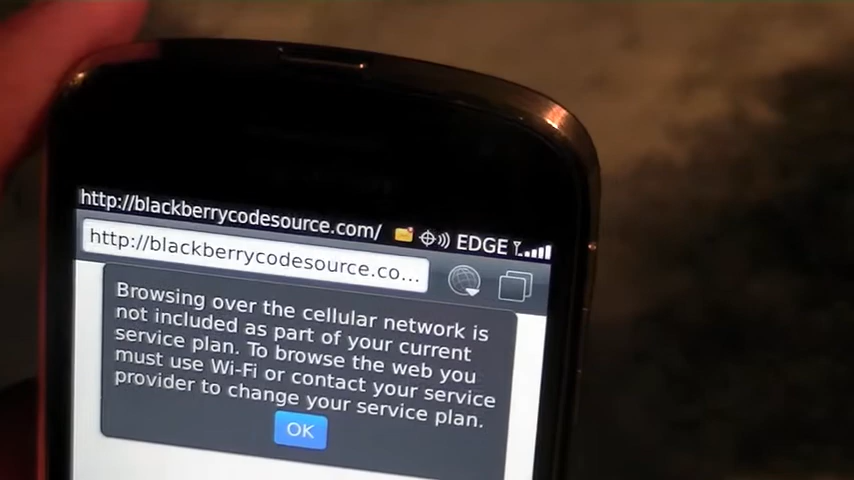 http://blackberrycodesource.com/ EDGE
http://blackberrycodesource.co...
Browsing over the cellular network is
not included as part of your current
service plan. To browse the web you
must use Wi-Fi or contact your service
provider to change your service plan.
OK